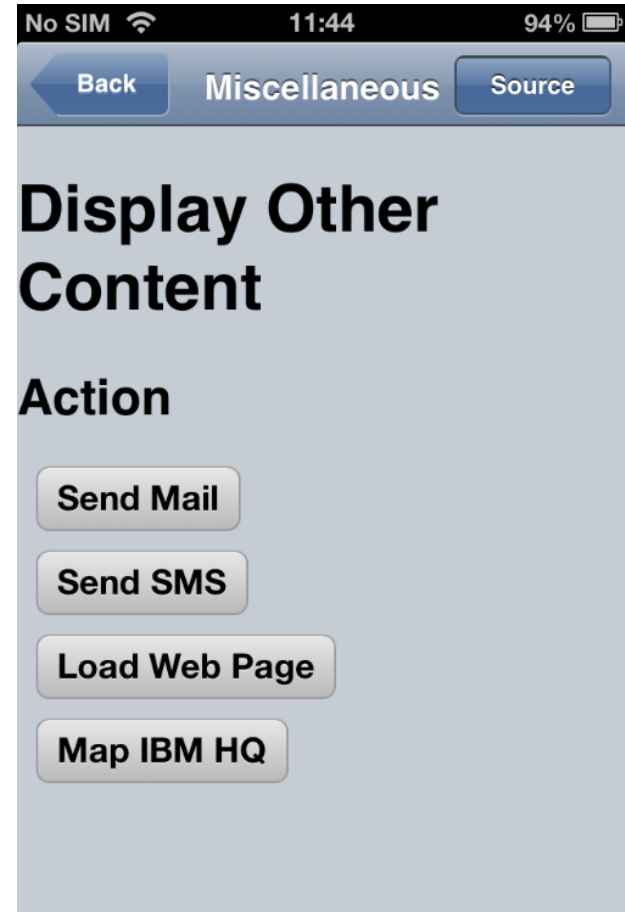 No SIM 11:44 94%
Back Miscellaneous Source
Display Other
Content
Action
Send Mail
Send SMS
Load Web Page
Map IBM HQ